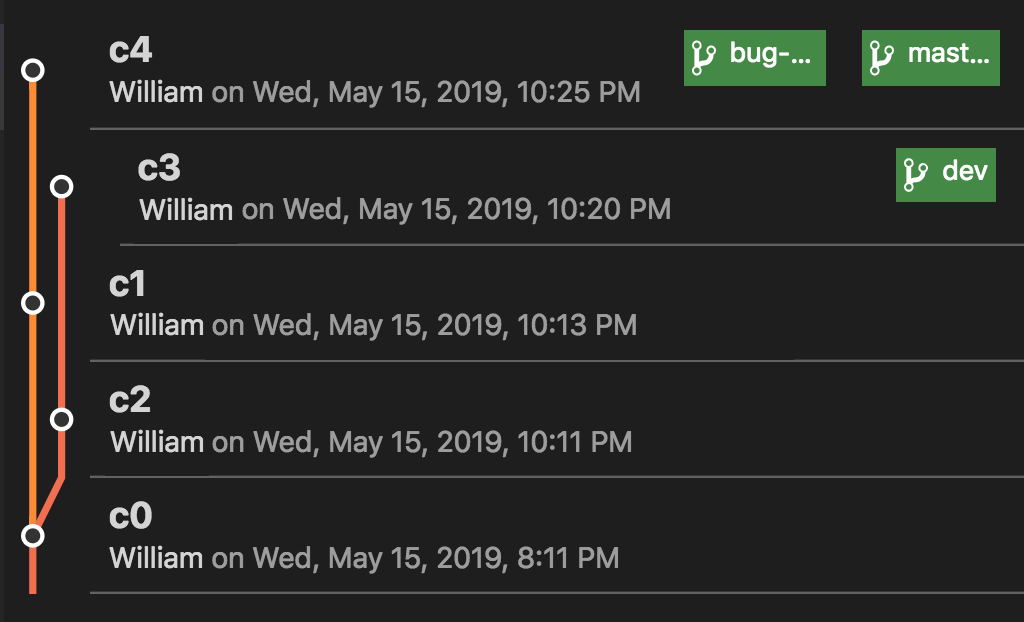 c4
William on Wed, May 15, 2019, 10:25 PM
bug-...
mast...
c3
William on Wed, May 15, 2019, 10:20 PM
dev
c1
William on Wed, May 15, 2019, 10:13 PM
c2
William on Wed, May 15, 2019, 10:11 PM
c0
William on Wed, May 15, 2019, 8:11 PM